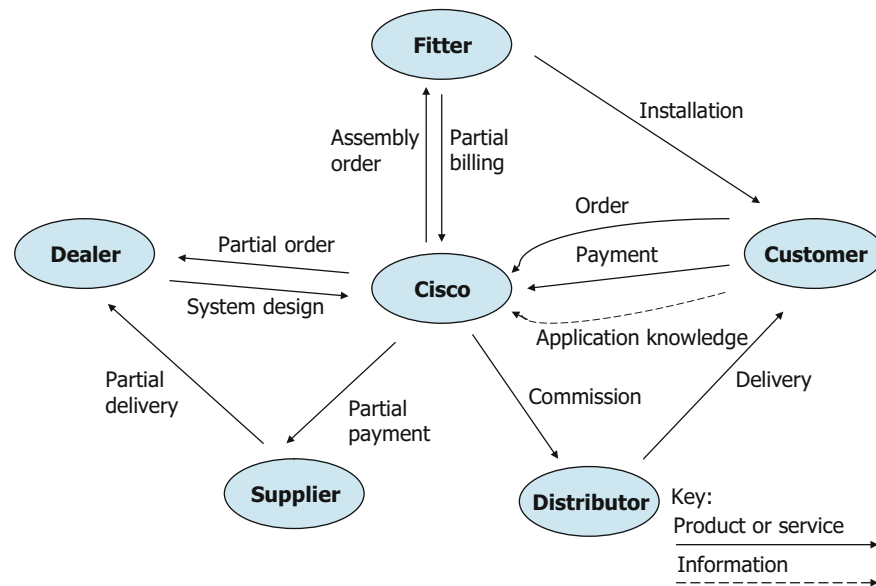 Fitter
Installation
Assembly
order
Partial
billing
Order
Dealer
Partial order
Payment
Customer
Cisco
System design
Application knowledge
Partial
delivery
Delivery
Commission
Partial
payment
Supplier
Distributor
Key:
Product or service
Information